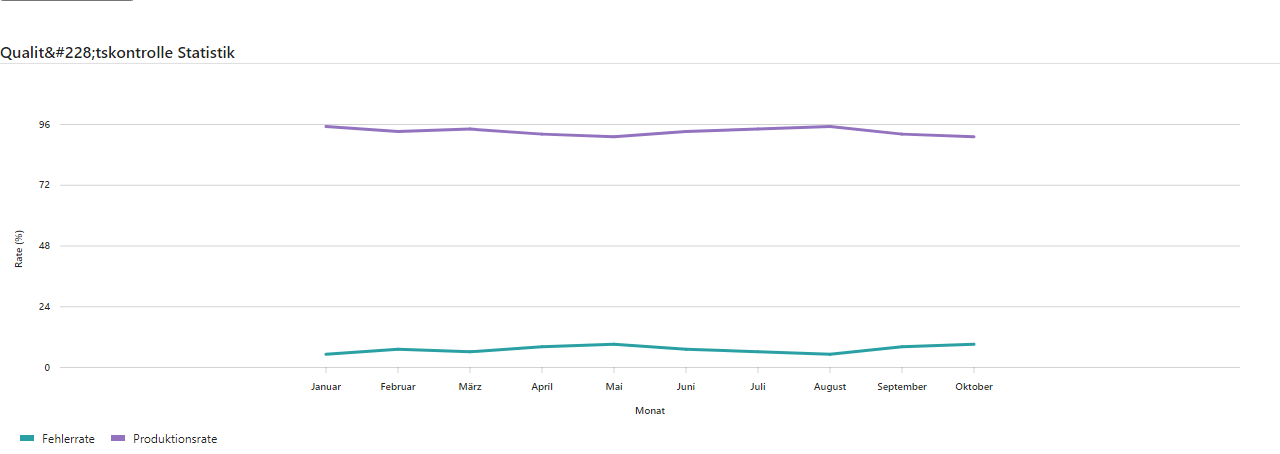 Qualit&#228;tskontrolle Statistik
96
72
48
24
0
Rate (%)
Januar Februar März April Mai Juni Juli August September Oktober
Monat
Fehlerrate Produktionsrate